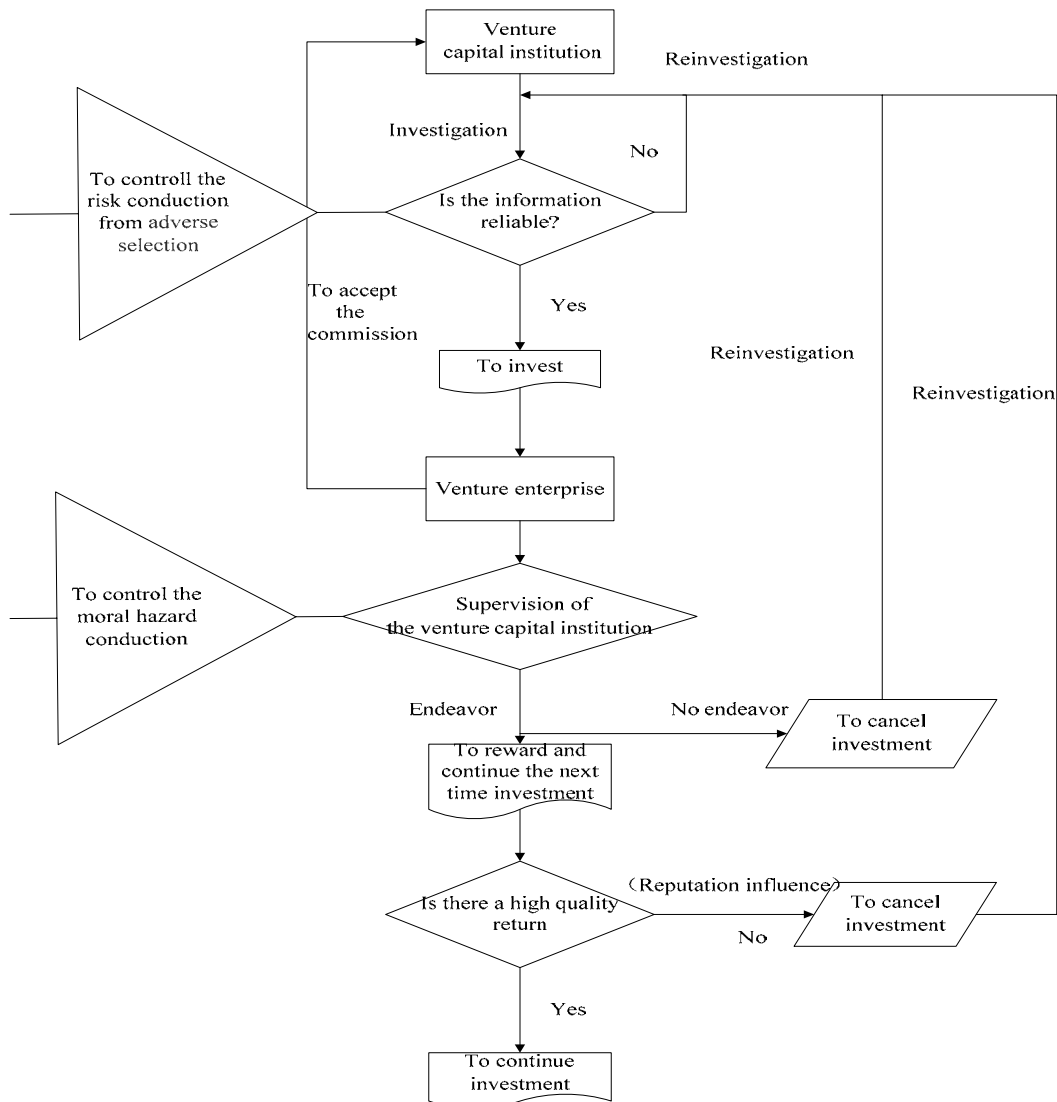 Venture
capital institution
Reinvestigation
Investigation
No
To controll the
risk conduction
from adverse
selection
Is the information
reliable?
To accept
the
commission
Yes
To invest
Reinvestigation
Reinvestigation
Venture enterprise
To control the
moral hazard
conduction
Supervision of
the venture capital institution
Endeavor
No endeavor
To cancel
investment
To reward and
continue the next
time investment
(Reputation influence)
Is there a high quality
return
To cancel
investment
No
Yes
To continue
investment